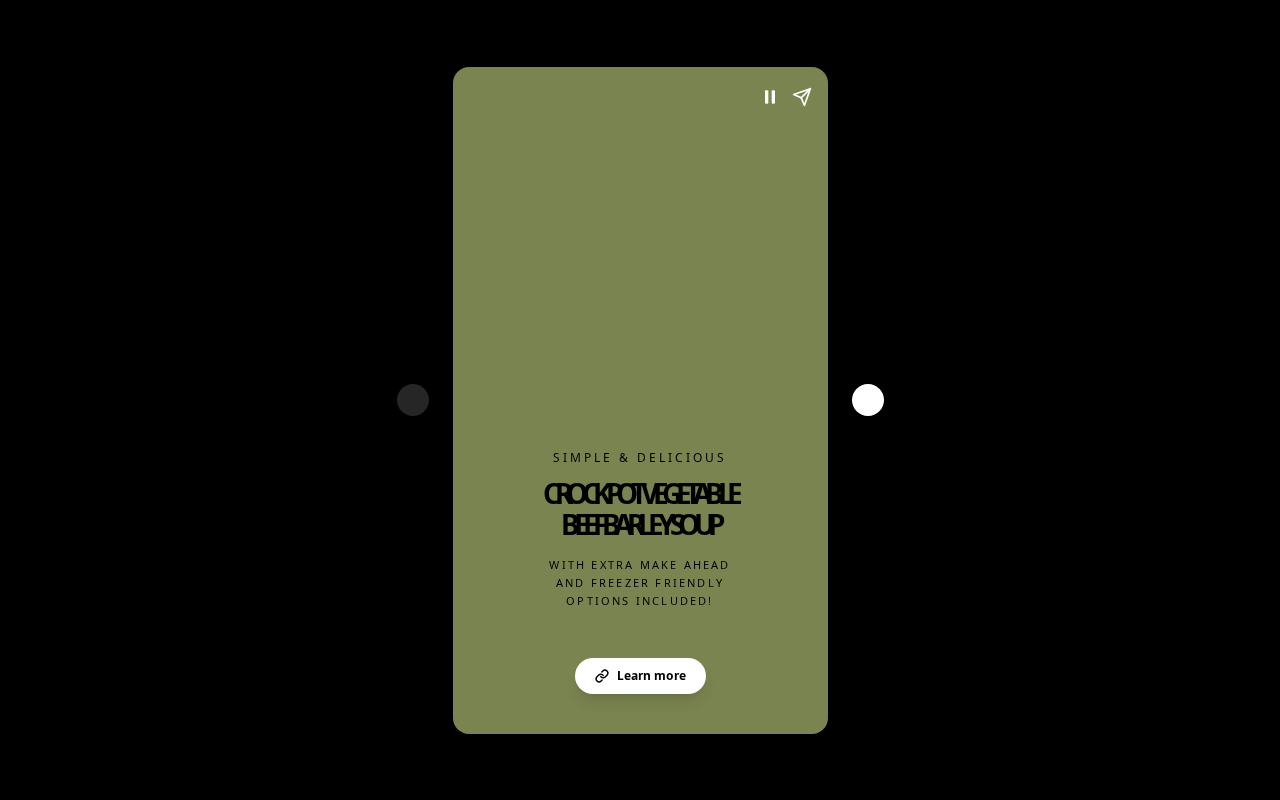 SIMPLE & DELICIOUS
CROCKPOT VEGETABLE
BEEF BARLEY SOUP
WITH EXTRA MAKE AHEAD
AND FREEZER FRIENDLY
OPTIONS INCLUDED!
Learn more